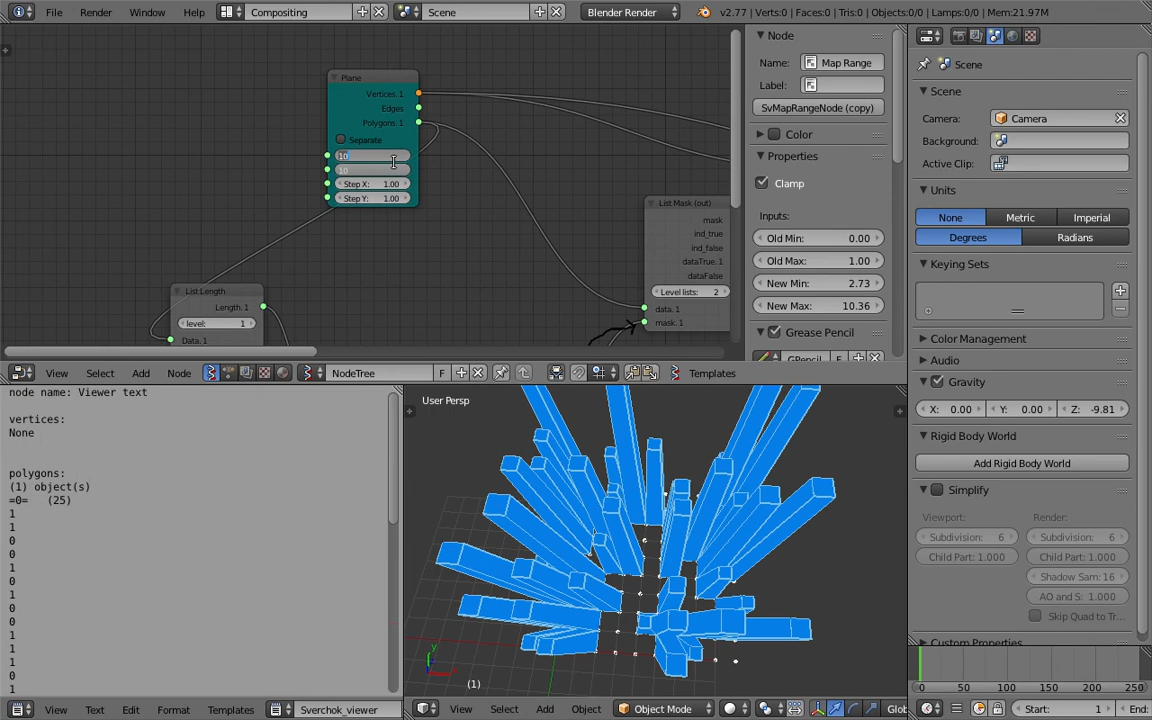 File Render Window Help Compositing Scene Blender Render v2.77 | Verts:0 | Faces:0 | Tris:0 | Objects:0/0 | Lamps:0/0 | Mem:21.97M
Plane
Vertices.1
Edges
Polygons.1
Separate
10
10
Step X: 1.00
Step Y: 1.00
List Length
Length.1
level: 1
Data.1
List Mask (out)
mask
ind_true
ind_false
dataTrue.1
dataFalse
Level lists: 2
data.1
mask.1
Node
Name: Map Range
Label:
SvMapRangeNode (copy)
Color
Properties
Clamp
Inputs:
Old Min: 0.00
Old Max: 1.00
New Min: 2.73
New Max: 10.36
Grease Pencil
GPencil
F
View Select Add Node NodeTree F Templates
node name: Viewer text
vertices:
None
polygons:
(1) object(s)
=0= (25)
1
1
0
0
1
0
1
0
0
1
1
1
0
1
View Text Edit Format Templates Sverchok_viewer
User Persp
y
(1)
View Select Add Object Object Mode Glob
Scene
Scene
Camera: Camera
Background:
Active Clip:
Units
None Metric Imperial
Degrees Radians
Keying Sets
Color Management
Audio
Gravity
X: 0.00 Y: 0.00 Z: -9.81
Rigid Body World
Add Rigid Body World
Simplify
Viewport: Render:
Subdivision: 6 Subdivision: 6
Child Part: 1.000 Child Part: 1.000
Shadow Sam: 16
AO and S: 1.000
Skip Quad to Tr...
Custom Properties
0 50 100 150 200 250
Start: 1 End: